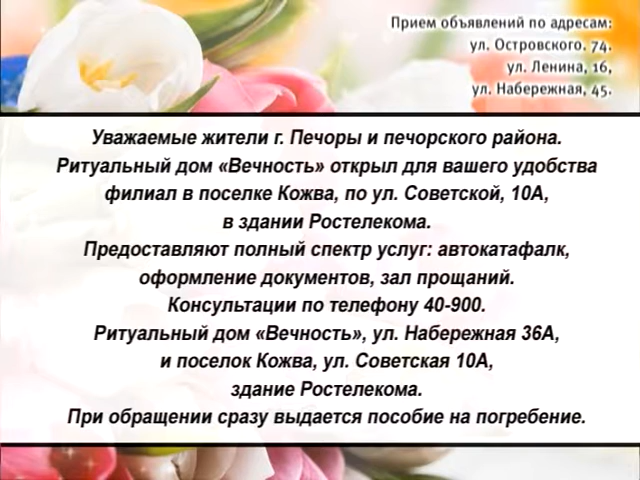 Прием объявлений по адресам:
ул. Островского. 74.
ул. Ленина, 16,
ул. Набережная, 45.
Уважаемые жители г. Печоры и печорского района.
Ритуальный дом «Вечность» открыл для вашего удобства
филиал в поселке Кожва, по ул. Советской, 10А,
в здании Ростелекома.
Предоставляют полный спектр услуг: автокатафалк,
оформление документов, зал прощаний.
Консультации по телефону 40-900.
Ритуальный дом «Вечность», ул. Набережная 36А,
и поселок Кожва, ул. Советская 10А,
здание Ростелекома.
При обращении сразу выдается пособие на погребение.